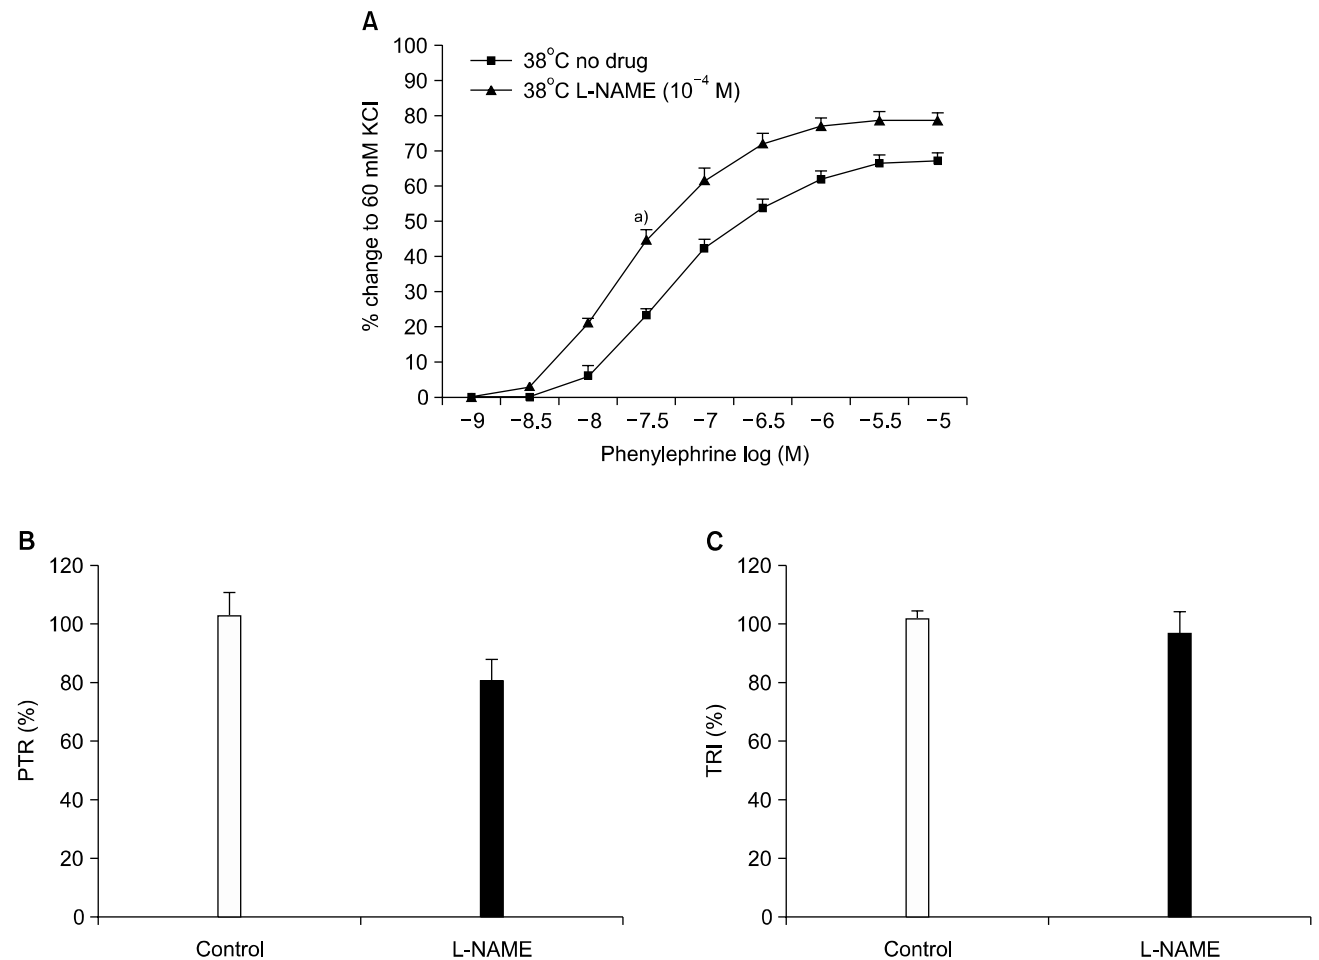 A
38°C no drug
38°C L-NAME (10⁻⁴ M)
100
90
80
70
60
50
40
30
20
10
0
% change to 60 mM KCl
a)
−9 −8.5 −8 −7.5 −7 −6.5 −6 −5.5 −5
Phenylephrine log (M)
B
120
100
80
60
40
20
0
PTR (%)
Control L-NAME
C
120
100
80
60
40
20
0
TRI (%)
Control L-NAME